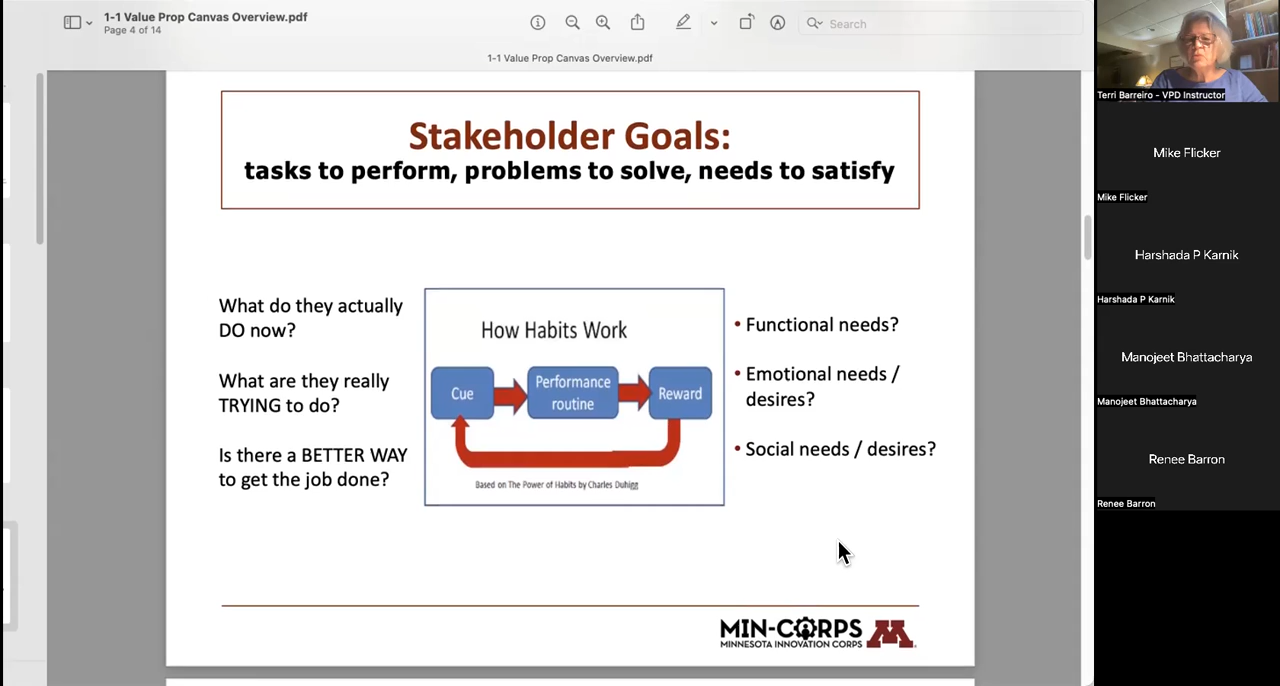 1-1 Value Prop Canvas Overview.pdf
Page 4 of 14
Search
1-1 Value Prop Canvas Overview.pdf
Stakeholder Goals:
tasks to perform, problems to solve, needs to satisfy
What do they actually
DO now?
What are they really
TRYING to do?
Is there a BETTER WAY
to get the job done?
How Habits Work
Cue
Performance
routine
Reward
Based on The Power of Habits by Charles Duhigg
• Functional needs?
• Emotional needs /
desires?
• Social needs / desires?
MIN-CORPS
MINNESOTA INNOVATION CORPS
M
Terri Barreiro - VPD Instructor
Mike Flicker
Mike Flicker
Harshada P Karnik
Harshada P Karnik
Manojeet Bhattacharya
Manojeet Bhattacharya
Renee Barron
Renee Barron